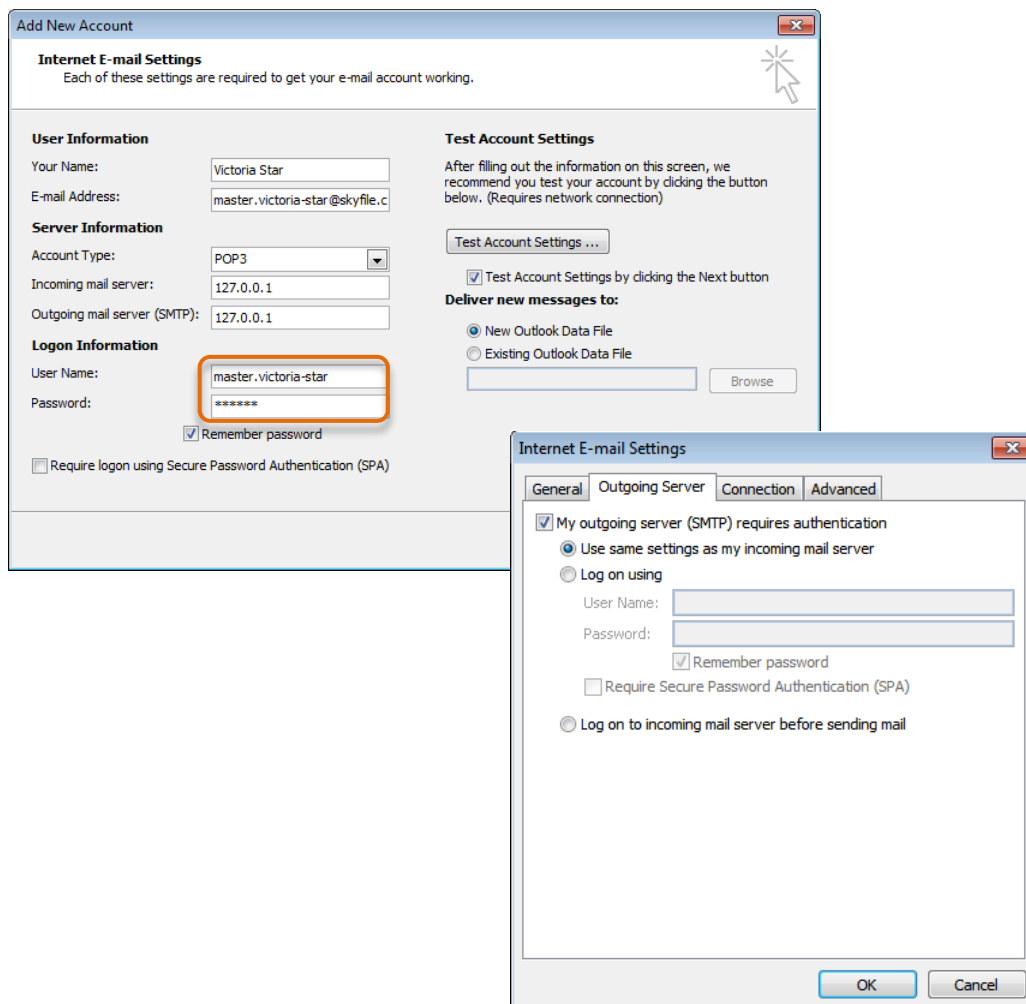 Add New Account
Internet E-mail Settings
Each of these settings are required to get your e-mail account working.
User Information
Your Name:
Victoria Star
E-mail Address:
master.victoria-star@skyfile.c
Server Information
Account Type:
POP3
Incoming mail server:
127.0.0.1
Outgoing mail server (SMTP):
127.0.0.1
Logon Information
User Name:
master.victoria-star
Password:
******
Remember password
Require logon using Secure Password Authentication (SPA)
Test Account Settings
After filling out the information on this screen, we
recommend you test your account by clicking the button
below. (Requires network connection)
Test Account Settings ...
Test Account Settings by clicking the Next button
Deliver new messages to:
New Outlook Data File
Existing Outlook Data File
Browse
Internet E-mail Settings
General
Outgoing Server
Connection
Advanced
My outgoing server (SMTP) requires authentication
Use same settings as my incoming mail server
Log on using
User Name:
Password:
Remember password
Require Secure Password Authentication (SPA)
Log on to incoming mail server before sending mail
OK
Cancel